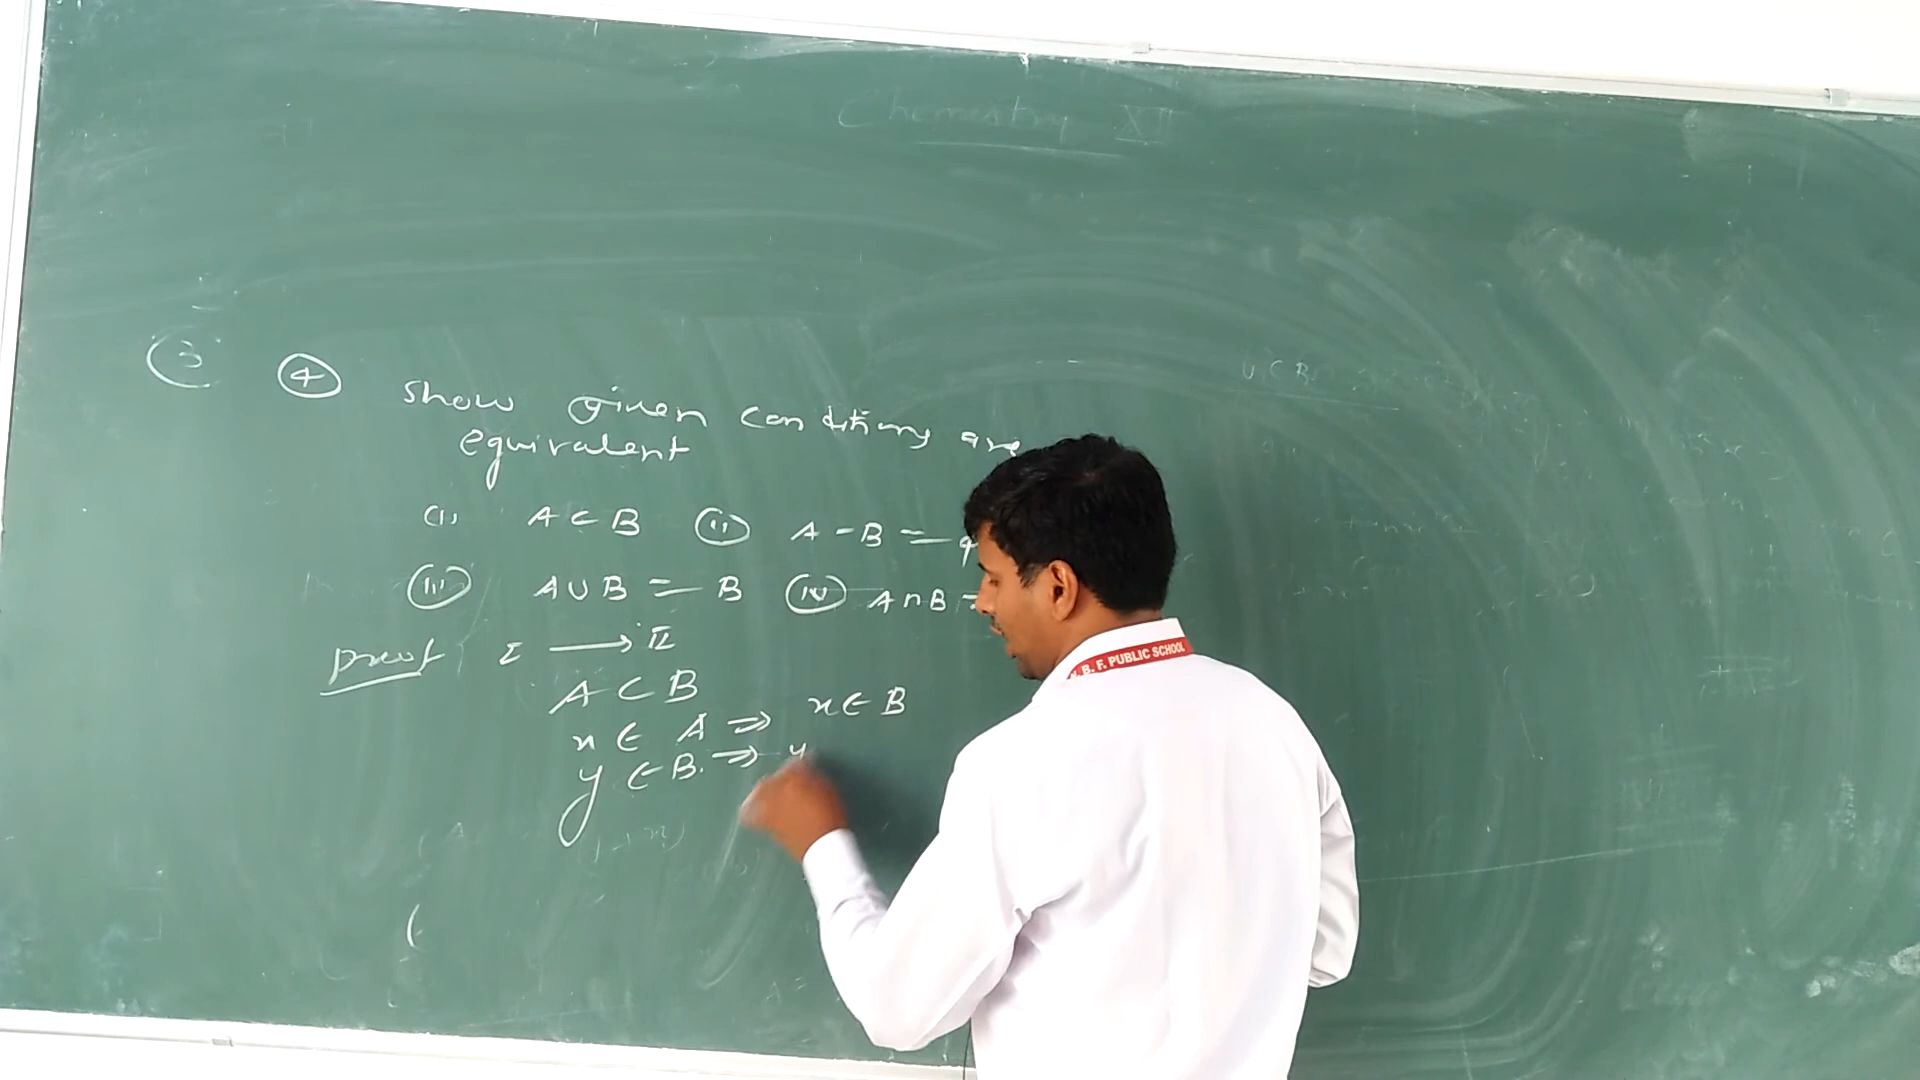 Chemistry XII
(3) (4) show given conditions are
equivalent
(i) A ⊂ B (ii) A - B = φ
(iii) A ∪ B = B (iv) A ∩ B =
proof I → II
A ⊂ B
x ∈ A ⇒ x ∈ B
y ∈ B. ⇒ y
B. F. PUBLIC SCHOOL